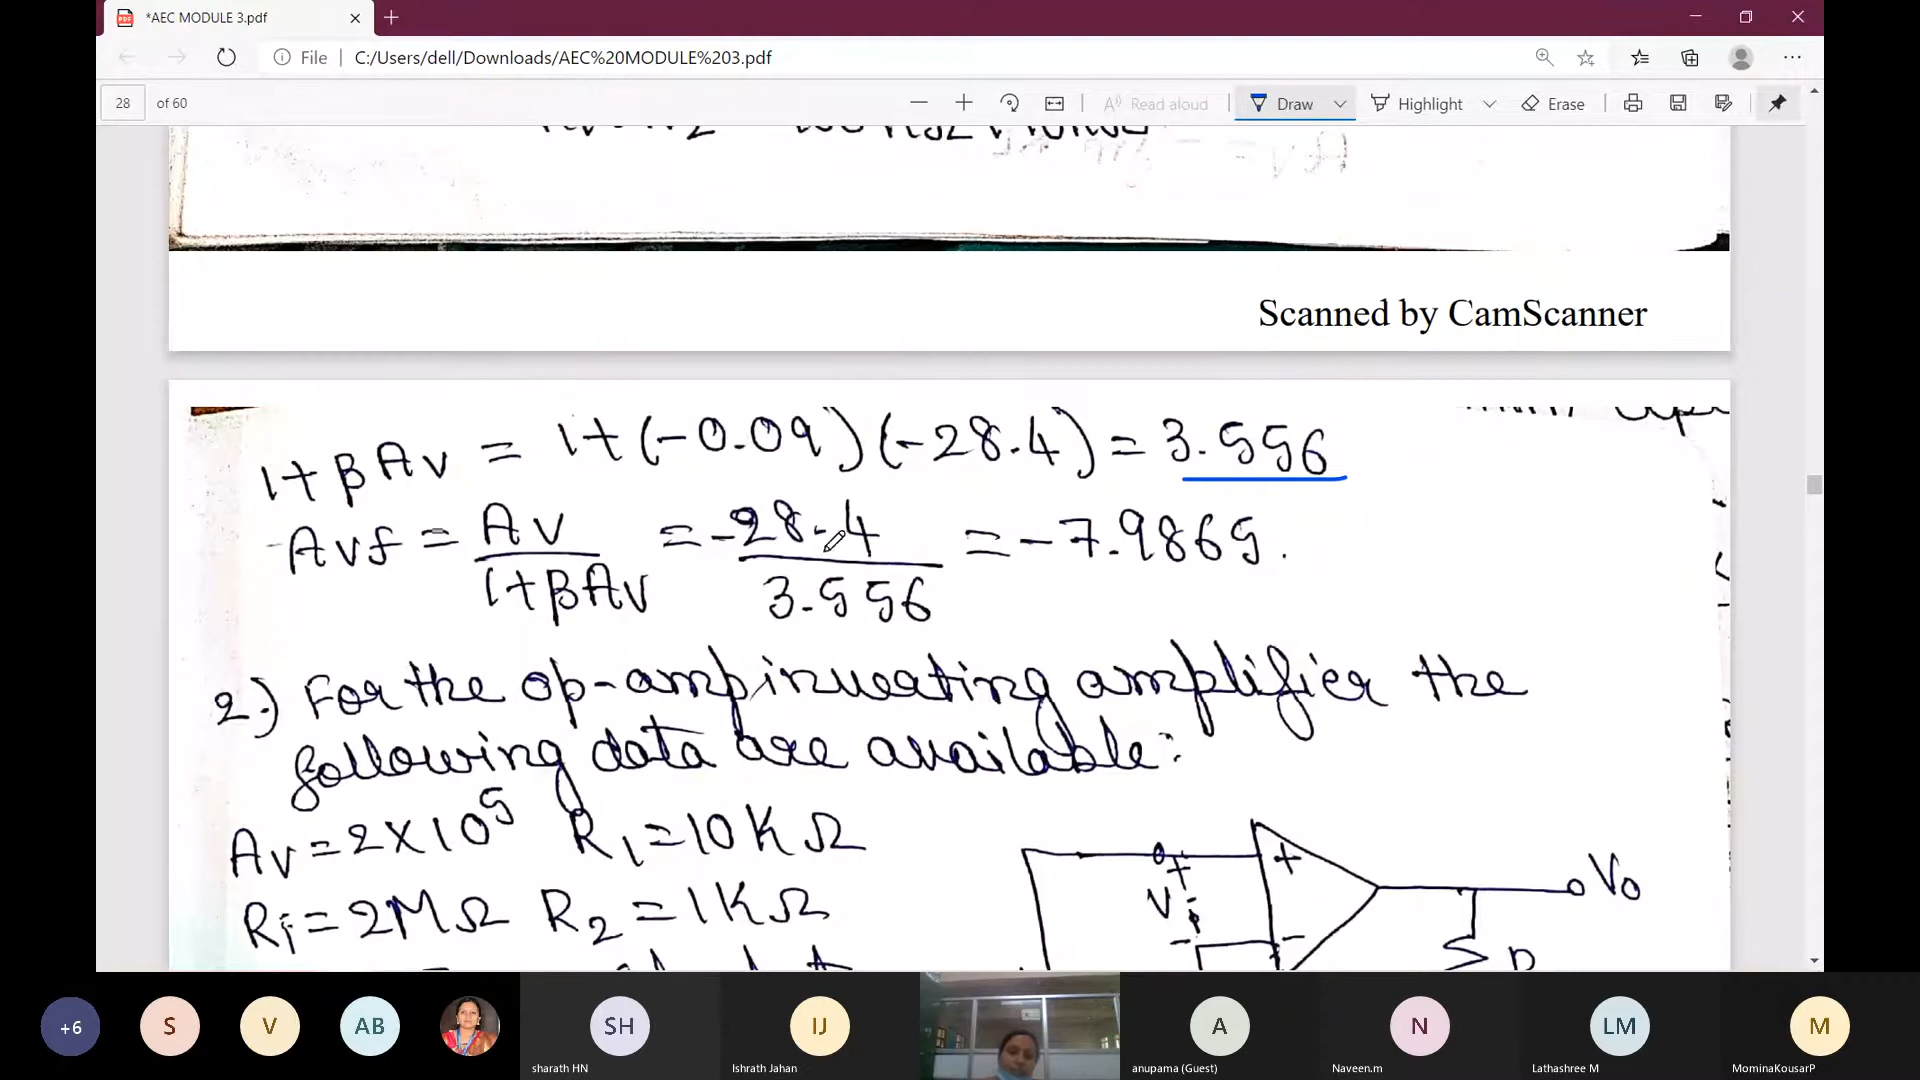 *AEC MODULE 3.pdf
File C:/Users/dell/Downloads/AEC%20MODULE%203.pdf
28 of 60 Read aloud Draw Highlight Erase
Scanned by CamScanner
1+βAv = 1+(-0.09)(-28.4) = 3.556
Avf = Av / 1+βAv = -28.4 / 3.556 = -7.9865.
2.) For the op-amp inverting amplifier the
following data are available:
Av = 2×10⁵ R1 = 10KΩ
Ri = 2MΩ R2 = 1KΩ
+ + Vo
Vi
- -
+6 S V AB SH IJ A N LM M
sharath HN Ishrath Jahan anupama (Guest) Naveen.m Lathashree M MominaKousarP